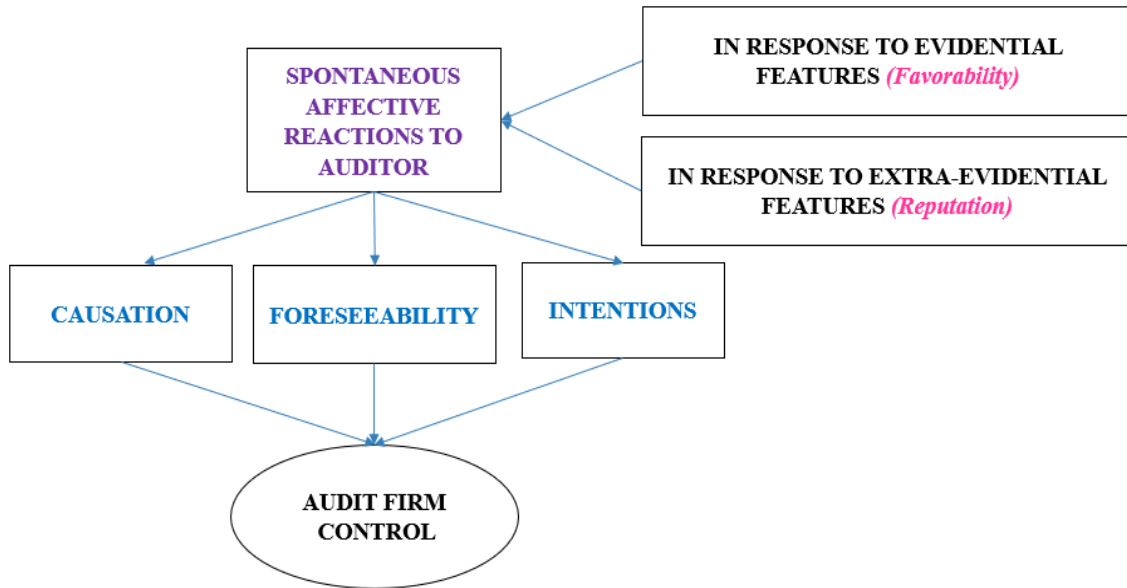 SPONTANEOUS
AFFECTIVE
REACTIONS TO
AUDITOR
IN RESPONSE TO EVIDENTIAL
FEATURES (Favorability)
IN RESPONSE TO EXTRA-EVIDENTIAL
FEATURES (Reputation)
CAUSATION
FORESEEABILITY
INTENTIONS
AUDIT FIRM
CONTROL